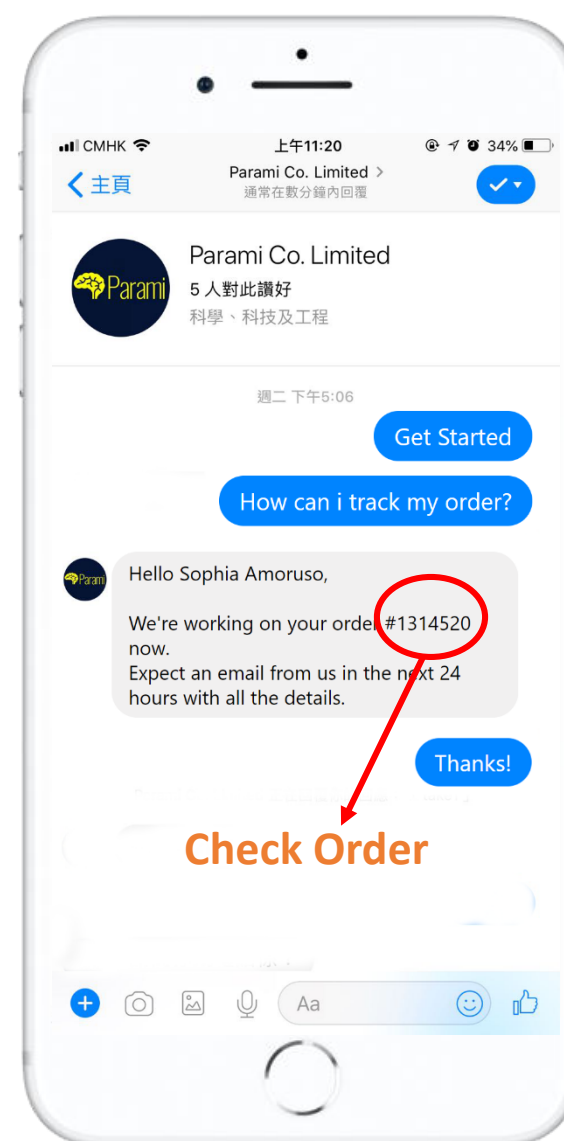 CMHK 上午11:20 34%
主頁 Parami Co. Limited >
通常在數分鐘內回覆
Parami
Parami Co. Limited
5 人對此讚好
科學、科技及工程
週二 下午5:06
Get Started
How can i track my order?
Parami
Hello Sophia Amoruso,
We're working on your order #1314520
now.
Expect an email from us in the next 24
hours with all the details.
Thanks!
Check Order
Aa